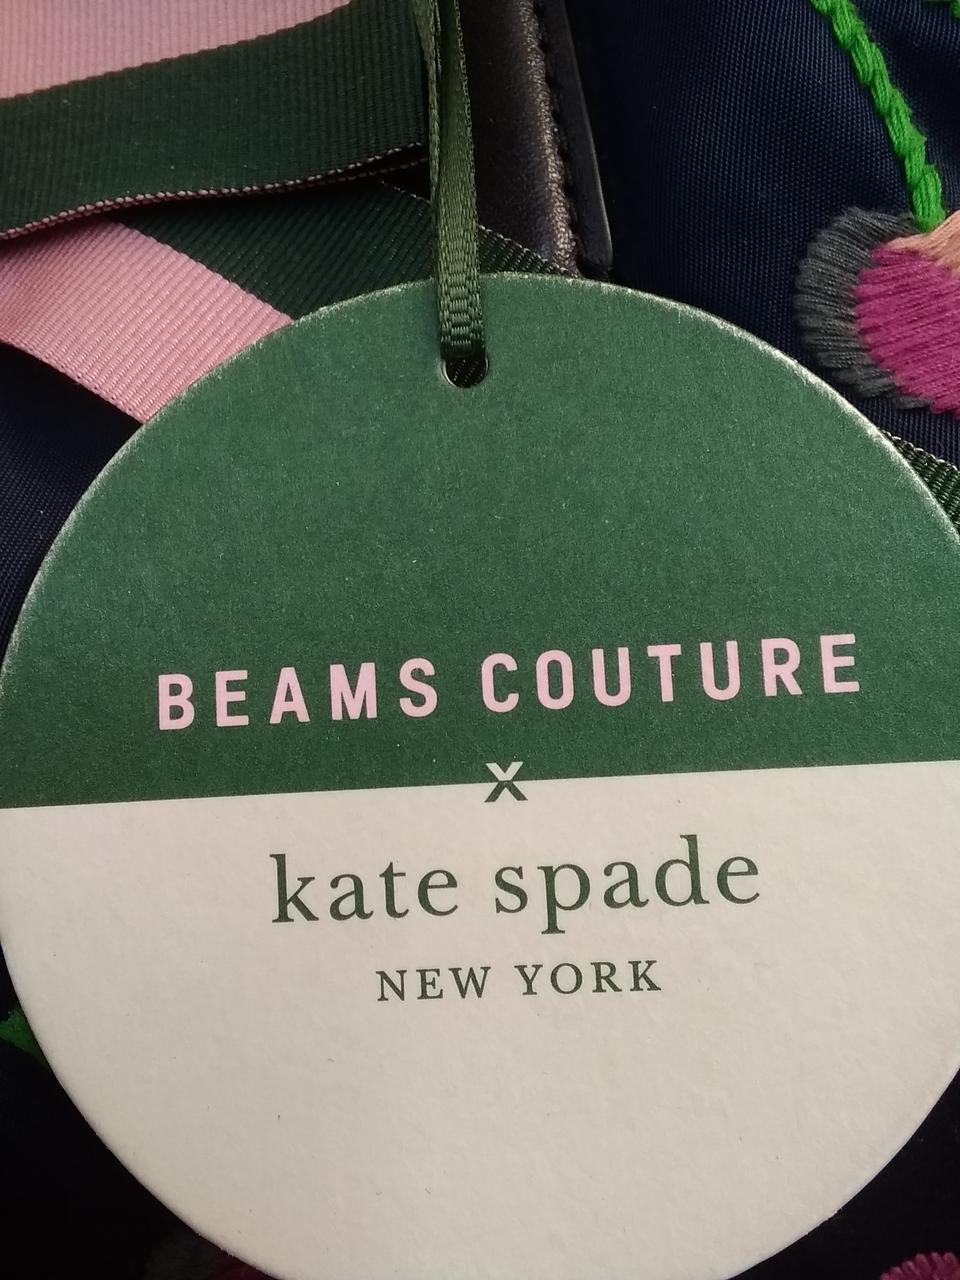 BEAMS COUTURE
x
kate spade
NEW YORK